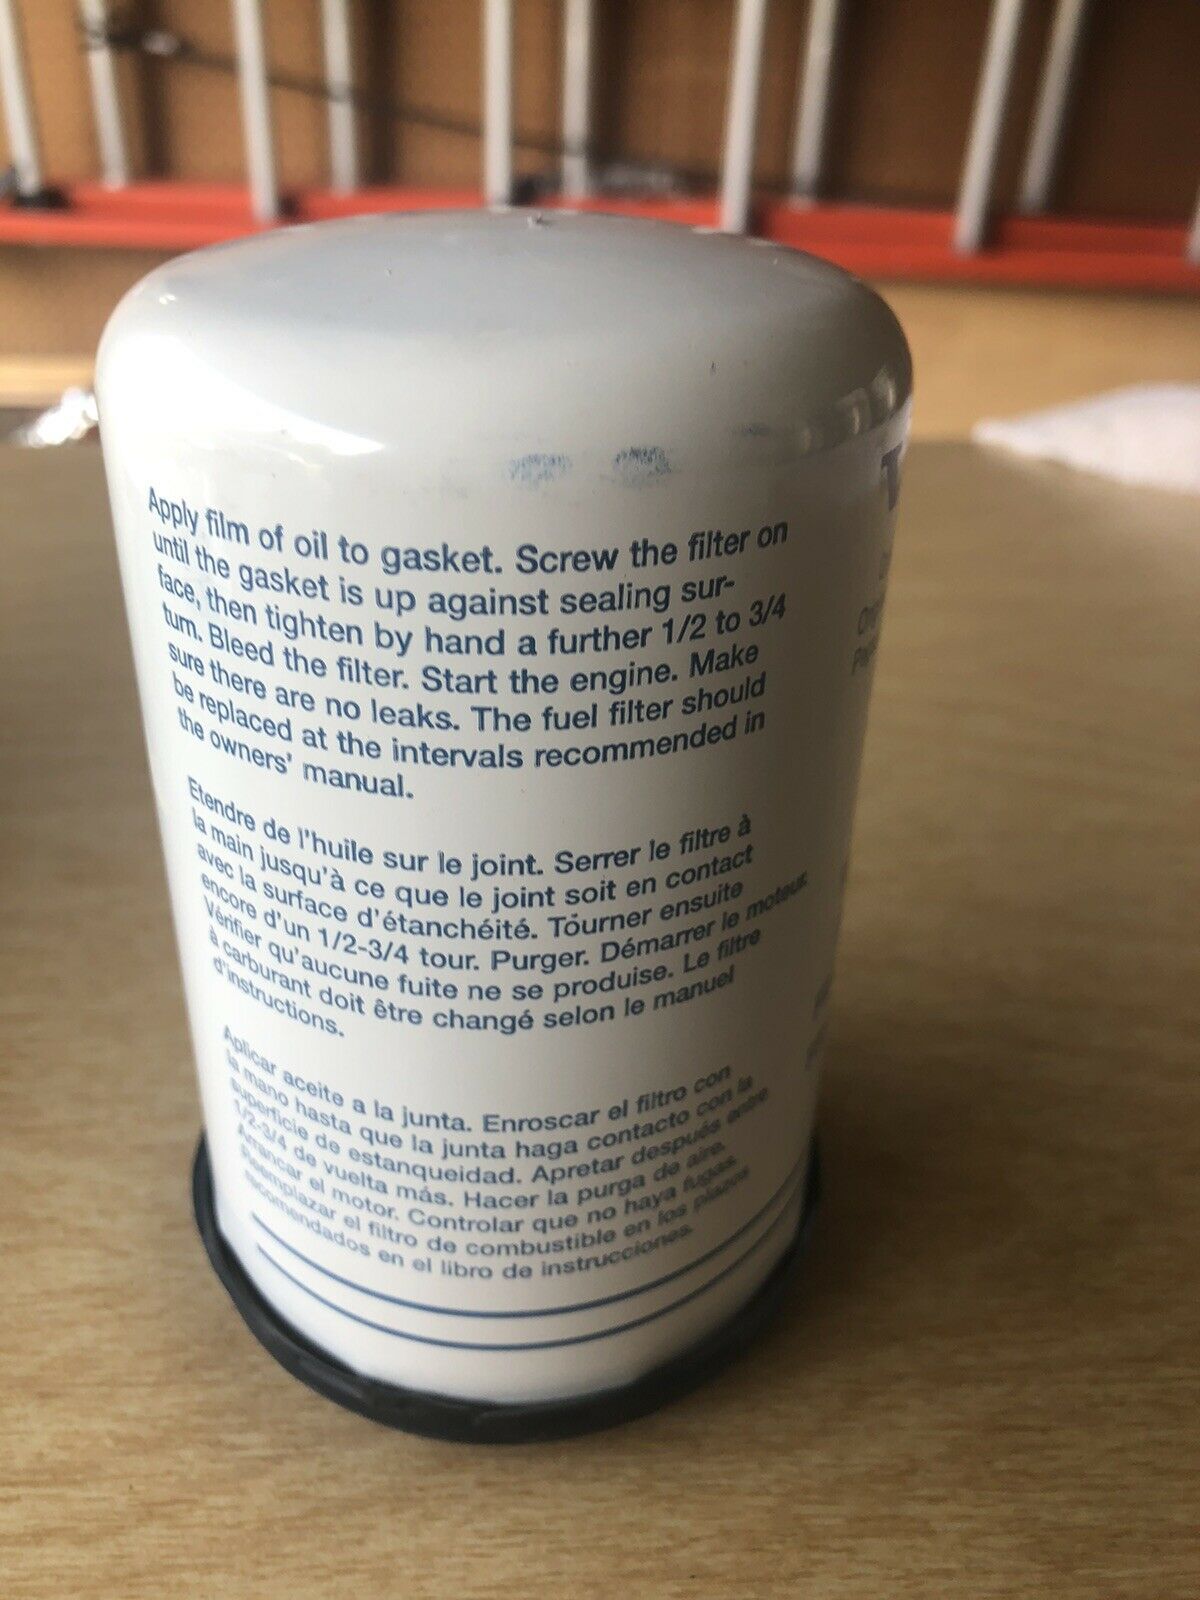 Apply film of oil to gasket. Screw the filter on
until the gasket is up against sealing sur-
face, then tighten by hand a further 1/2 to 3/4
turn. Bleed the filter. Start the engine. Make
sure there are no leaks. The fuel filter should
be replaced at the intervals recommended in
the owners' manual.
Etendre de l'huile sur le joint. Serrer le filtre à
la main jusqu'à ce que le joint soit en contact
avec la surface d'étanchéité. Tourner ensuite
encore d'un 1/2-3/4 tour. Purger. Démarrer le moteur.
Vérifier qu'aucune fuite ne se produise. Le filtre
à carburant doit être changé selon le manuel
d'instructions.
Aplicar aceite a la junta. Enroscar el filtro con
la mano hasta que la junta haga contacto con la
superficie de estanqueidad. Apretar después entre
1/2-3/4 de vuelta más. Hacer la purga de aire.
Arrancar el motor. Controlar que no haya fugas.
Reemplazar el filtro de combustible en los plazos
recomendados en el libro de instrucciones.
V